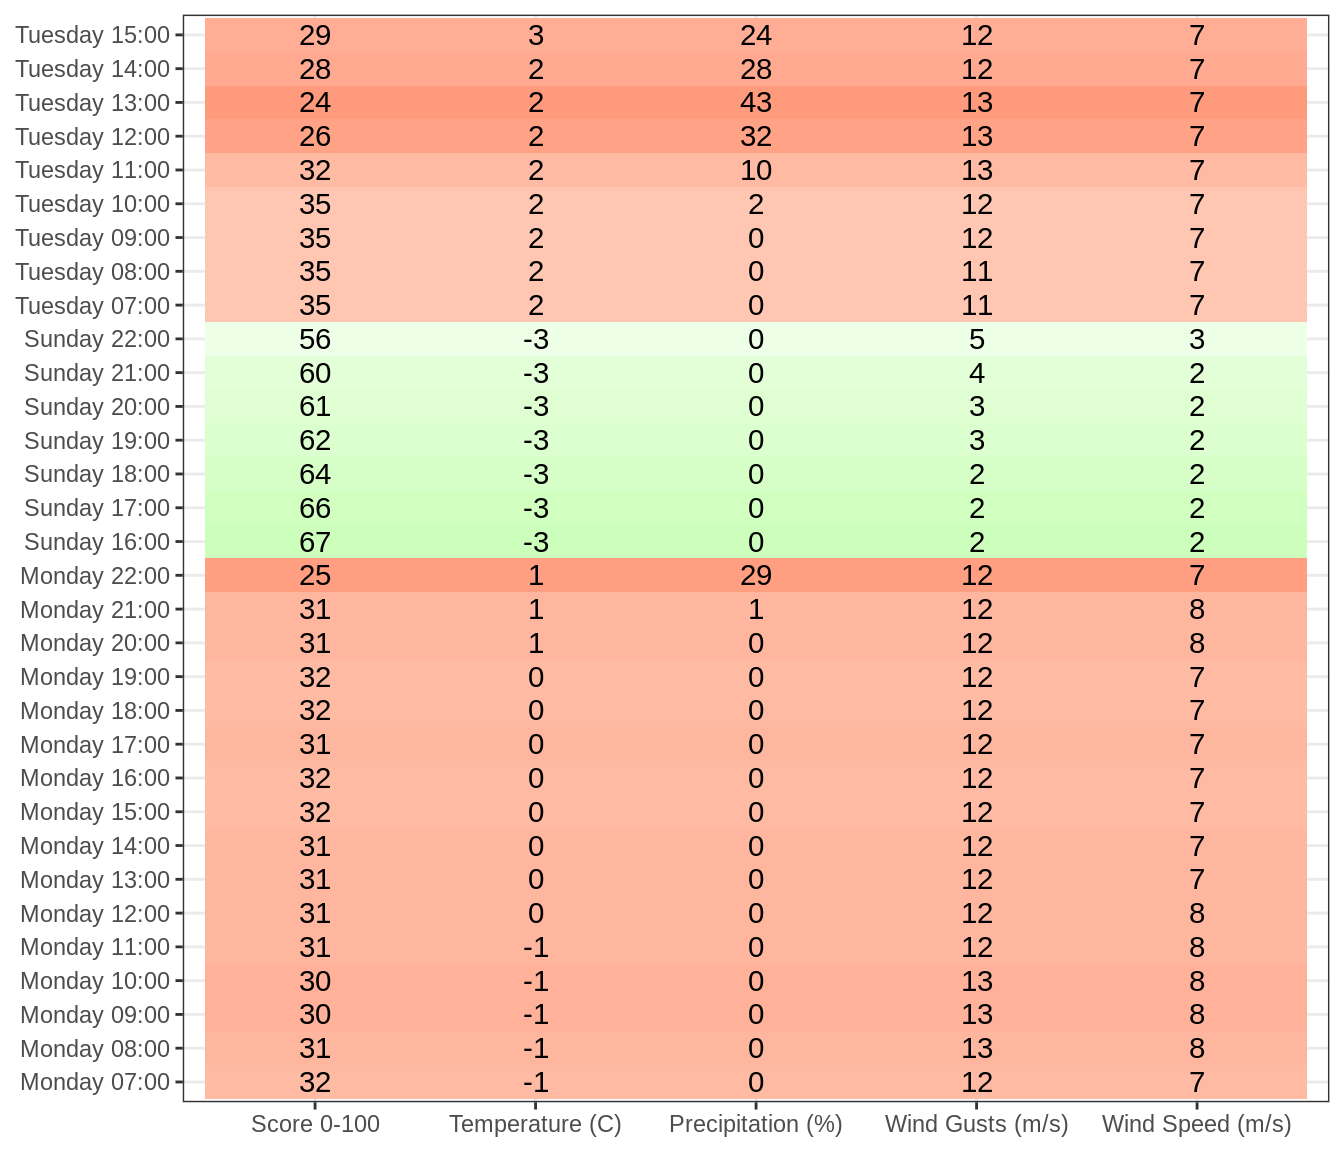 Tuesday 15:00 29 3 24 12 7
Tuesday 14:00 28 2 28 12 7
Tuesday 13:00 24 2 43 13 7
Tuesday 12:00 26 2 32 13 7
Tuesday 11:00 32 2 10 13 7
Tuesday 10:00 35 2 2 12 7
Tuesday 09:00 35 2 0 12 7
Tuesday 08:00 35 2 0 11 7
Tuesday 07:00 35 2 0 11 7
Sunday 22:00 56 -3 0 5 3
Sunday 21:00 60 -3 0 4 2
Sunday 20:00 61 -3 0 3 2
Sunday 19:00 62 -3 0 3 2
Sunday 18:00 64 -3 0 2 2
Sunday 17:00 66 -3 0 2 2
Sunday 16:00 67 -3 0 2 2
Monday 22:00 25 1 29 12 7
Monday 21:00 31 1 1 12 8
Monday 20:00 31 1 0 12 8
Monday 19:00 32 0 0 12 7
Monday 18:00 32 0 0 12 7
Monday 17:00 31 0 0 12 7
Monday 16:00 32 0 0 12 7
Monday 15:00 32 0 0 12 7
Monday 14:00 31 0 0 12 7
Monday 13:00 31 0 0 12 7
Monday 12:00 31 0 0 12 8
Monday 11:00 31 -1 0 12 8
Monday 10:00 30 -1 0 13 8
Monday 09:00 30 -1 0 13 8
Monday 08:00 31 -1 0 13 8
Monday 07:00 32 -1 0 12 7
Score 0-100 Temperature (C) Precipitation (%) Wind Gusts (m/s) Wind Speed (m/s)